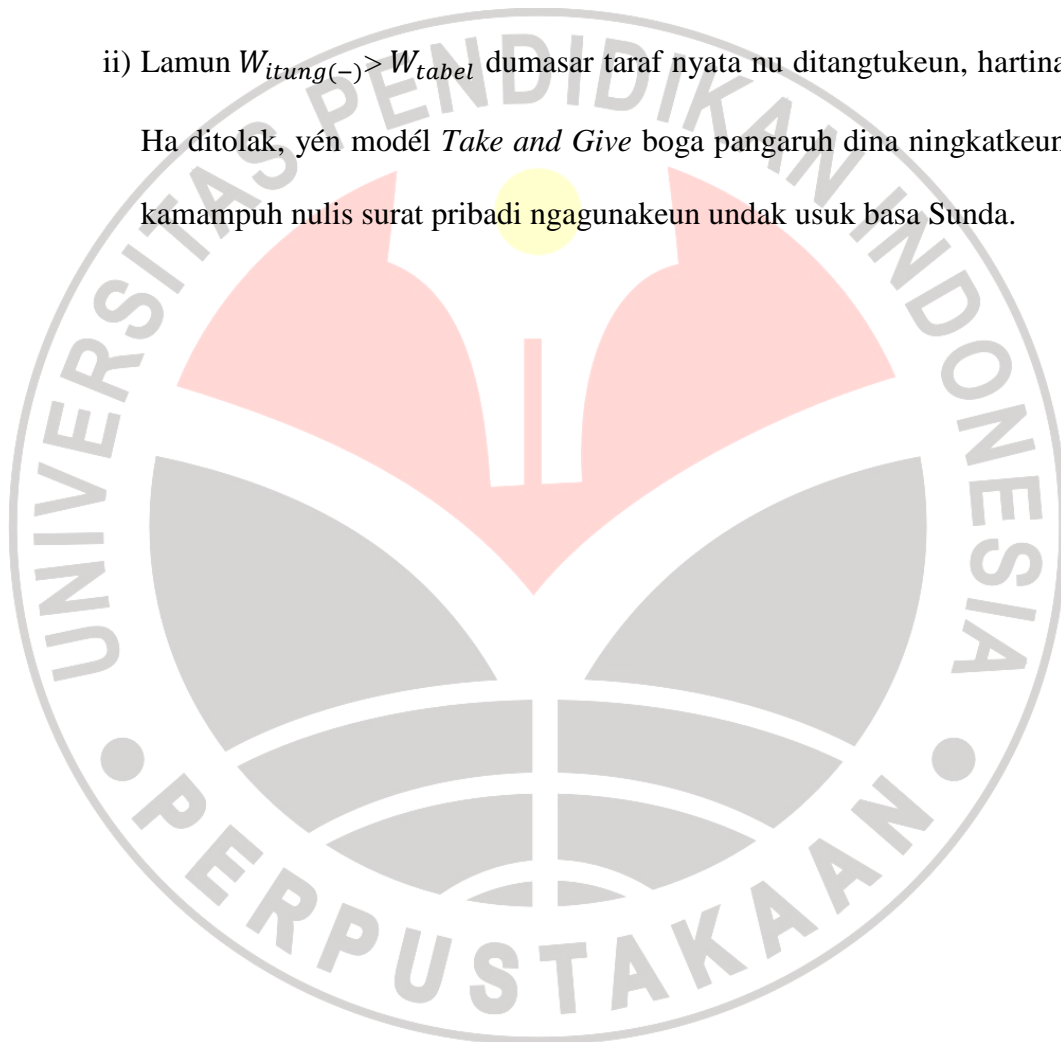 ii) Lamun W_itung(−)> W_tabel dumasar taraf nyata nu ditangtukeun, hartina
Ha ditolak, yén modél Take and Give boga pangaruh dina ningkatkeun
kamampuh nulis surat pribadi ngagunakeun undak usuk basa Sunda.
UNIVERSITAS PENDIDIKAN INDONESIA
PERPUSTAKAAN